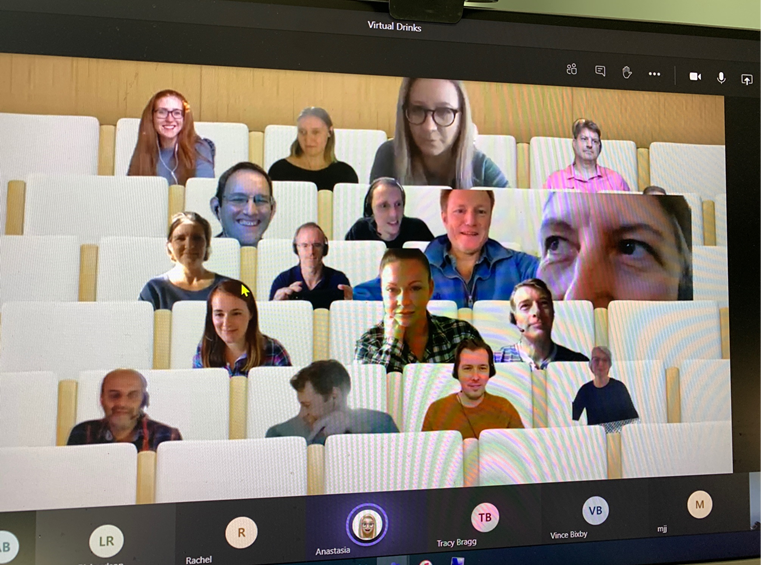 Virtual Drinks
LR
R
Rachel
Anastasia
TB
Tracy Bragg
VB
Vince Bixby
M
mjj